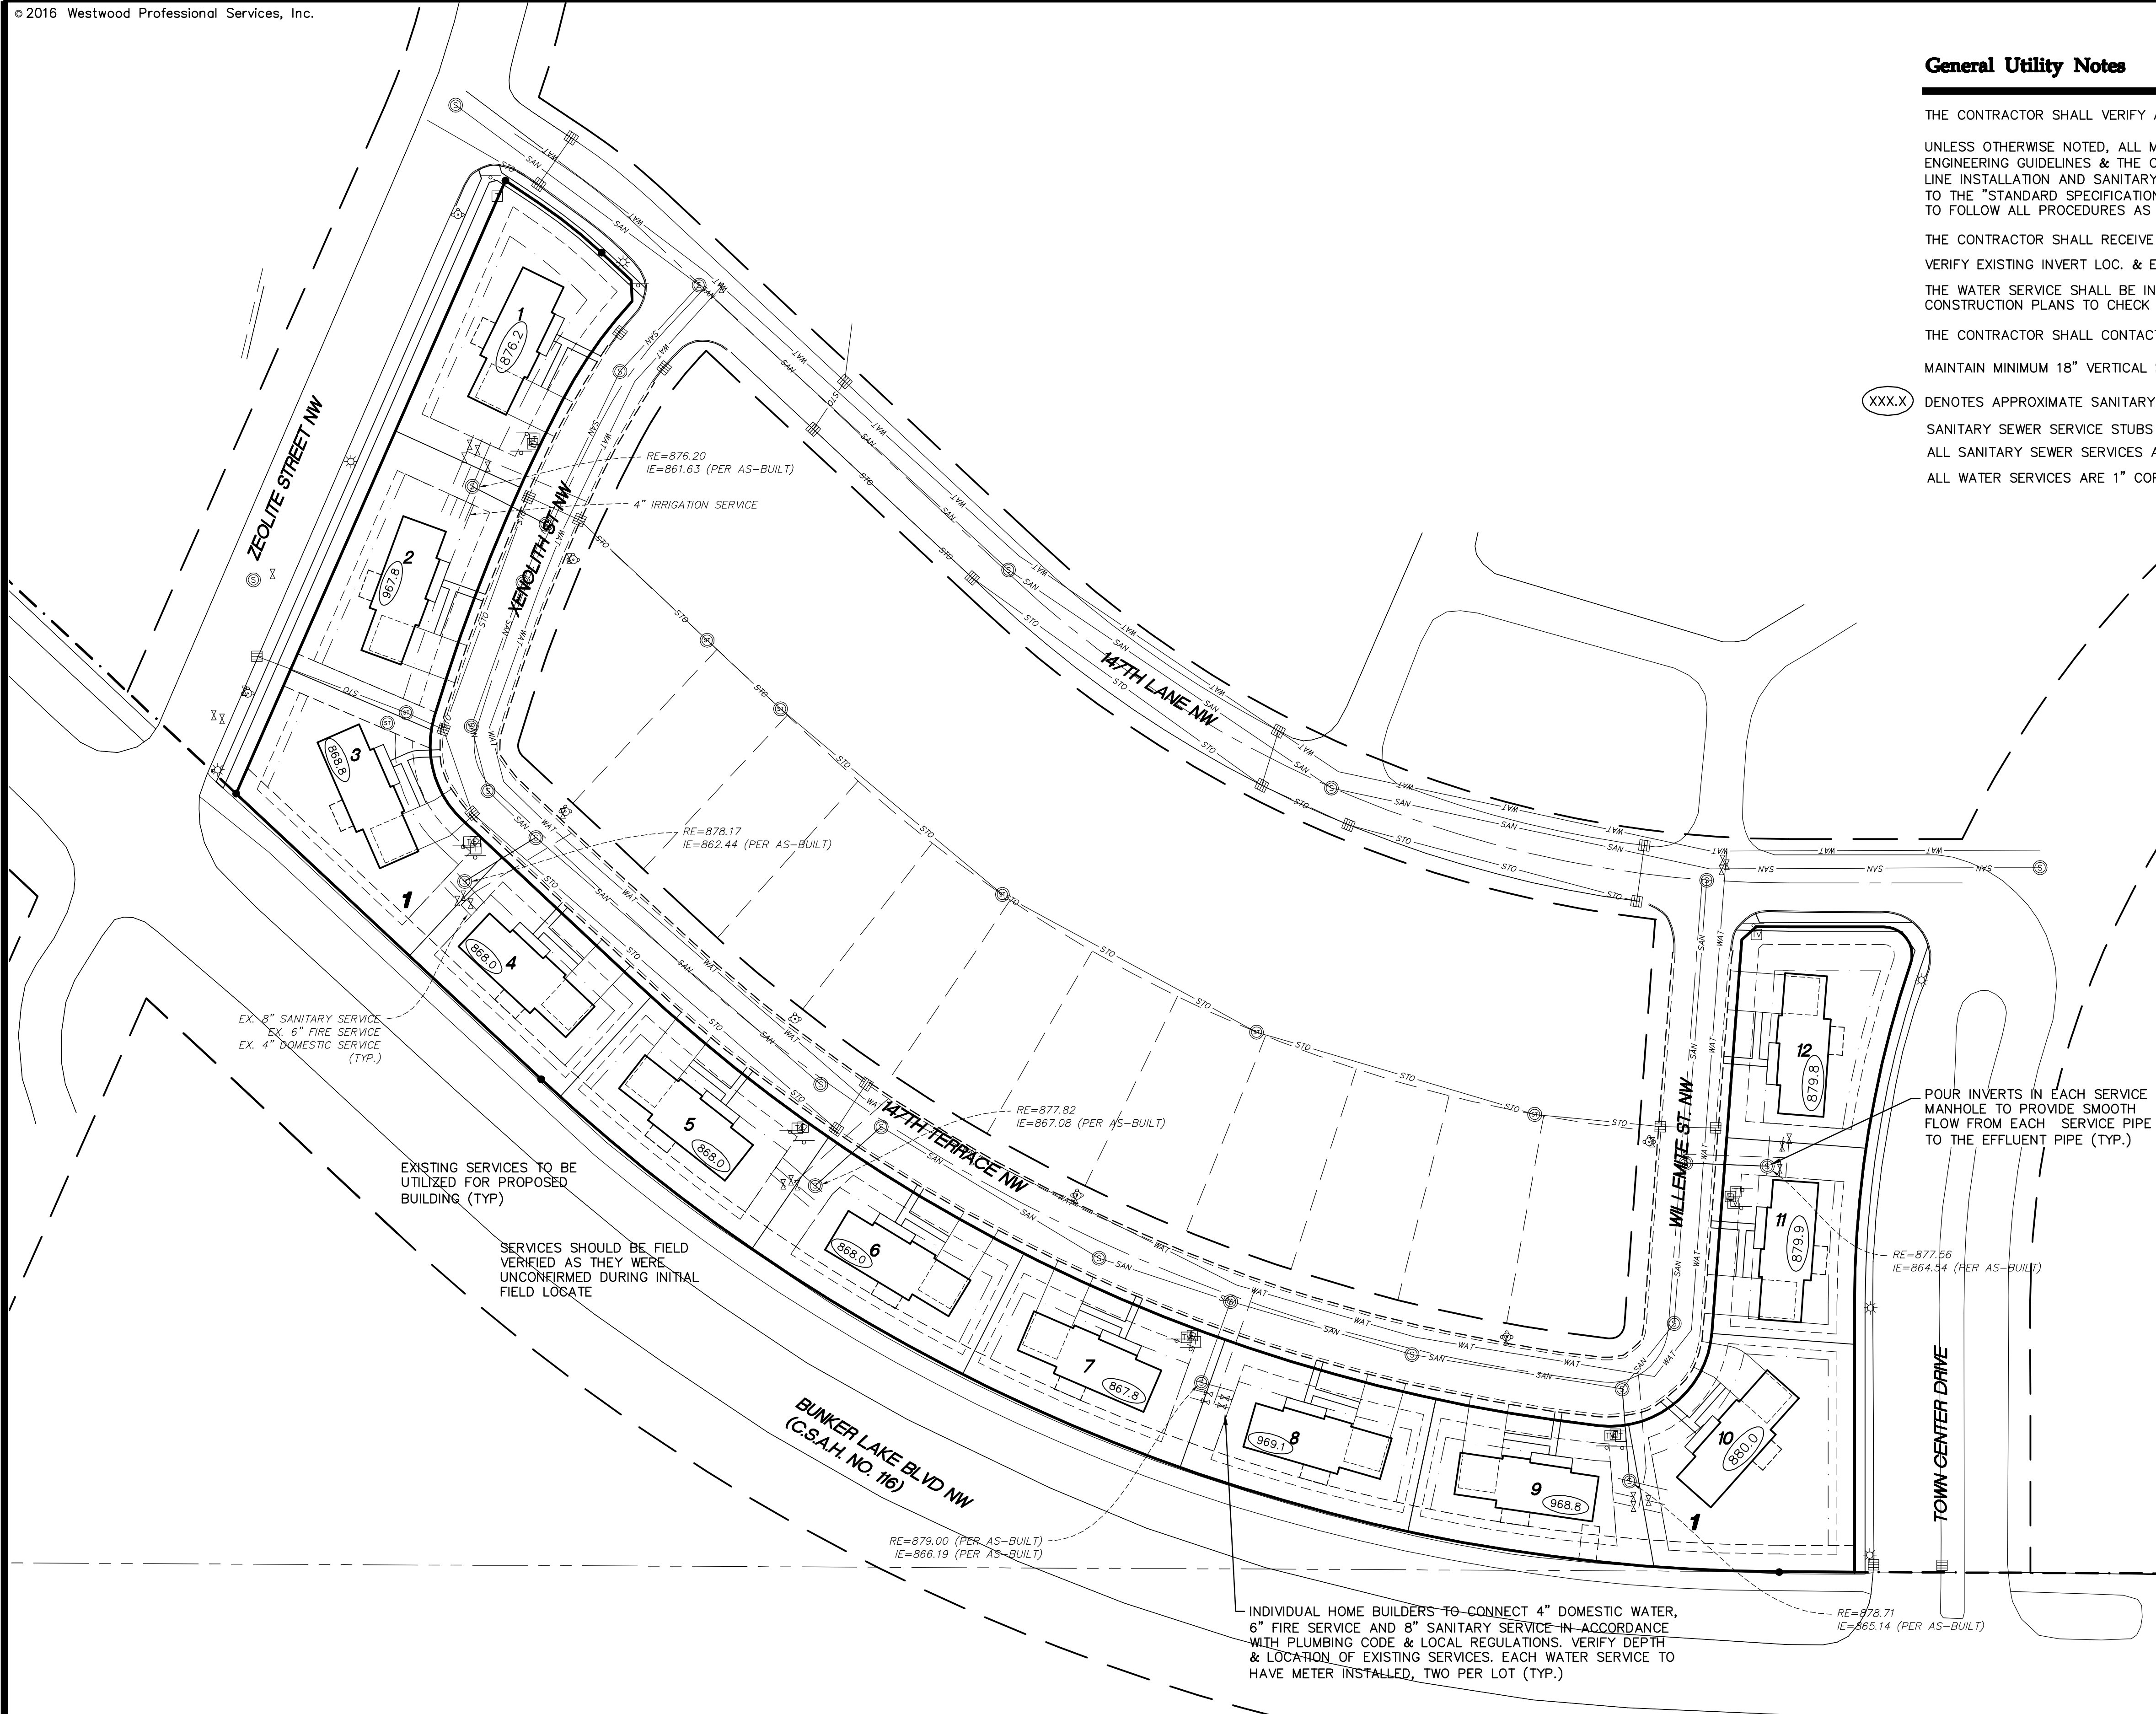 © 2016 Westwood Professional Services, Inc.
General Utility Notes
THE CONTRACTOR SHALL VERIFY
UNLESS OTHERWISE NOTED, ALL
ENGINEERING GUIDELINES & THE
LINE INSTALLATION AND SANITARY
TO THE "STANDARD
TO FOLLOW ALL PROCEDURES AS
THE CONTRACTOR SHALL RECEIVE
VERIFY EXISTING INVERT LOC. &
THE WATER SERVICE SHALL BE
CONSTRUCTION PLANS TO CHECK
THE CONTRACTOR SHALL
MAINTAIN MINIMUM 18" VERTICAL
XXX.X DENOTES APPROXIMATE SANITARY
SANITARY SEWER SERVICE STUBS
ALL SANITARY SEWER SERVICES
ALL WATER SERVICES ARE 1"
ZEOLITE STREET NW
XENOLITH ST NW
147TH LANE NW
147TH TERRACE NW
WILLEMITE ST. NW
TOWN CENTER DRIVE
BUNKER LAKE BLVD NW
(C.S.A.H. NO. 116)
1
876.2
2
967.8
3
868.8
1
4
868.0
5
868.0
6
868.0
7
867.8
8
969.1
9
968.8
10
880.0
1
11
879.9
12
879.8
RE=876.20
IE=861.63 (PER AS-BUILT)
4" IRRIGATION SERVICE
RE=878.17
IE=862.44 (PER AS-BUILT)
EX. 8" SANITARY SERVICE
EX. 6" FIRE SERVICE
EX. 4" DOMESTIC SERVICE
(TYP.)
RE=877.82
IE=867.08 (PER AS-BUILT)
POUR INVERTS IN EACH SERVICE
MANHOLE TO PROVIDE SMOOTH
FLOW FROM EACH SERVICE PIPE
TO THE EFFLUENT PIPE (TYP.)
EXISTING SERVICES TO BE
UTILIZED FOR PROPOSED
BUILDING (TYP)
SERVICES SHOULD BE FIELD
VERIFIED AS THEY WERE
UNCONFIRMED DURING INITIAL
FIELD LOCATE
RE=877.56
IE=864.54 (PER AS-BUILT)
RE=879.00 (PER AS-BUILT)
IE=866.19 (PER AS-BUILT)
INDIVIDUAL HOME BUILDERS TO CONNECT 4" DOMESTIC WATER,
6" FIRE SERVICE AND 8" SANITARY SERVICE IN ACCORDANCE
WITH PLUMBING CODE & LOCAL REGULATIONS. VERIFY DEPTH
& LOCATION OF EXISTING SERVICES. EACH WATER SERVICE TO
HAVE METER INSTALLED, TWO PER LOT (TYP.)
RE=878.71
IE=865.14 (PER AS-BUILT)
SAN
WAT
STO